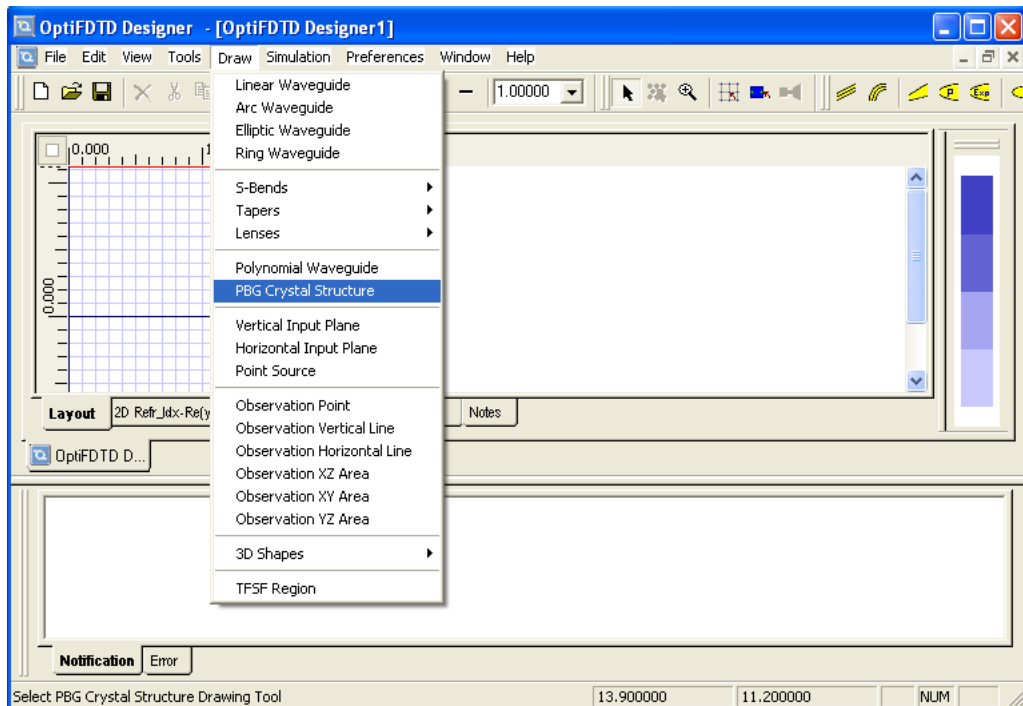 OptiFDTD Designer - [OptiFDTD Designer1]
File Edit View Tools Draw Simulation Preferences Window Help
1.00000
Linear Waveguide
Arc Waveguide
Elliptic Waveguide
Ring Waveguide
S-Bends
Tapers
Lenses
Polynomial Waveguide
PBG Crystal Structure
Vertical Input Plane
Horizontal Input Plane
Point Source
Observation Point
Observation Vertical Line
Observation Horizontal Line
Observation XZ Area
Observation XY Area
Observation YZ Area
3D Shapes
TFSF Region
0.000
0.000
Layout 2D Refr_Idx-Re(y Notes
OptiFDTD D...
Notification Error
Select PBG Crystal Structure Drawing Tool 13.900000 11.200000 NUM